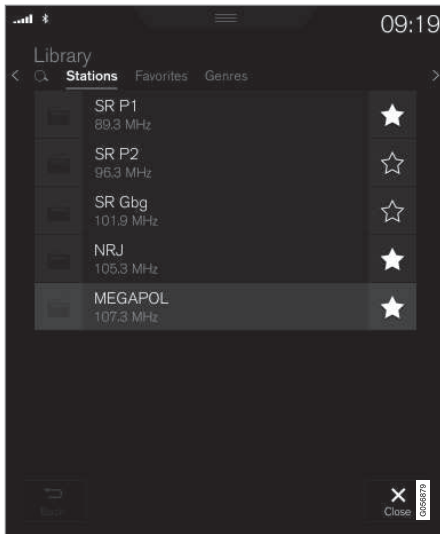 09:19
Library
Stations Favorites Genres
SR P1
89.3 MHz
SR P2
96.3 MHz
SR Gbg
101.9 MHz
NRJ
105.3 MHz
MEGAPOL
107.3 MHz
Close
G056879